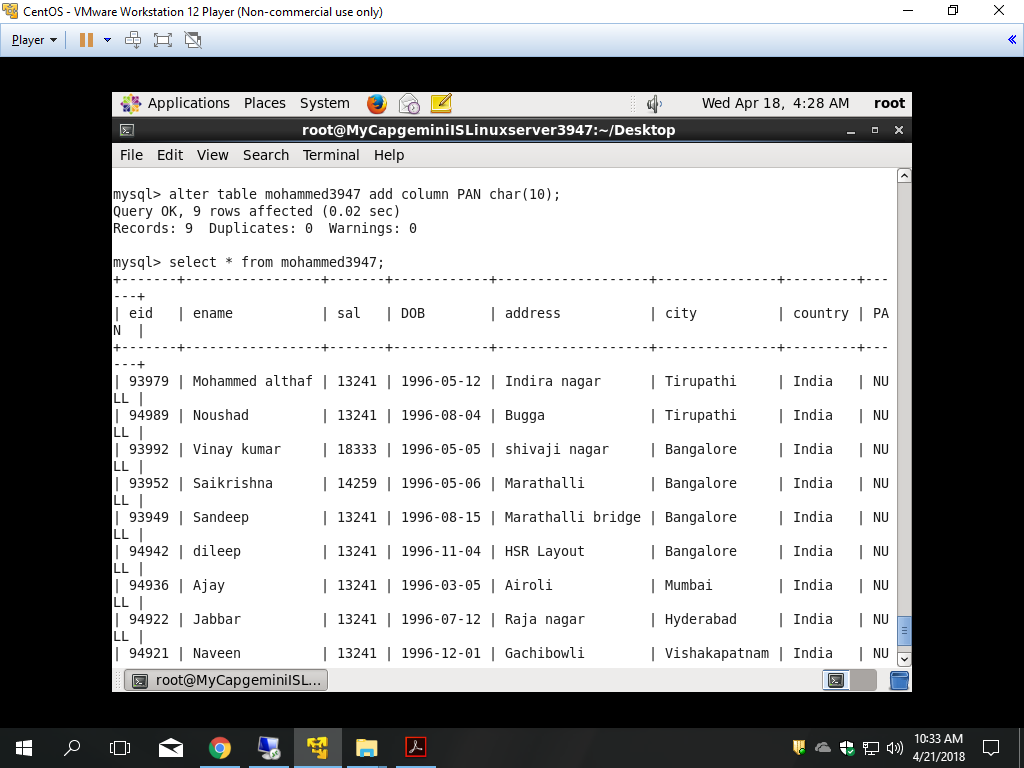 CentOS - VMware Workstation 12 Player (Non-commercial use only)
Player
Applications Places System Wed Apr 18, 4:28 AM root
root@MyCapgeminiISLinuxserver3947:~/Desktop
File Edit View Search Terminal Help
mysql> alter table mohammed3947 add column PAN char(10);
Query OK, 9 rows affected (0.02 sec)
Records: 9  Duplicates: 0  Warnings: 0
mysql> select * from mohammed3947;
+-------+-----------------+-------+------------+-------------------+---------------+---------+---
---+
| eid   | ename           | sal   | DOB        | address           | city          | country | PA
N  |
+-------+-----------------+-------+------------+-------------------+---------------+---------+---
---+
| 93979 | Mohammed althaf | 13241 | 1996-05-12 | Indira nagar      | Tirupathi     | India   | NU
LL |
| 94989 | Noushad         | 13241 | 1996-08-04 | Bugga             | Tirupathi     | India   | NU
LL |
| 93992 | Vinay kumar     | 18333 | 1996-05-05 | shivaji nagar     | Bangalore     | India   | NU
LL |
| 93952 | Saikrishna      | 14259 | 1996-05-06 | Marathalli        | Bangalore     | India   | NU
LL |
| 93949 | Sandeep         | 13241 | 1996-08-15 | Marathalli bridge | Bangalore     | India   | NU
LL |
| 94942 | dileep          | 13241 | 1996-11-04 | HSR Layout        | Bangalore     | India   | NU
LL |
| 94936 | Ajay            | 13241 | 1996-03-05 | Airoli            | Mumbai        | India   | NU
LL |
| 94922 | Jabbar          | 13241 | 1996-07-12 | Raja nagar        | Hyderabad     | India   | NU
LL |
| 94921 | Naveen          | 13241 | 1996-12-01 | Gachibowli        | Vishakapatnam | India   | NU
root@MyCapgeminiISL...
10:33 AM
4/21/2018